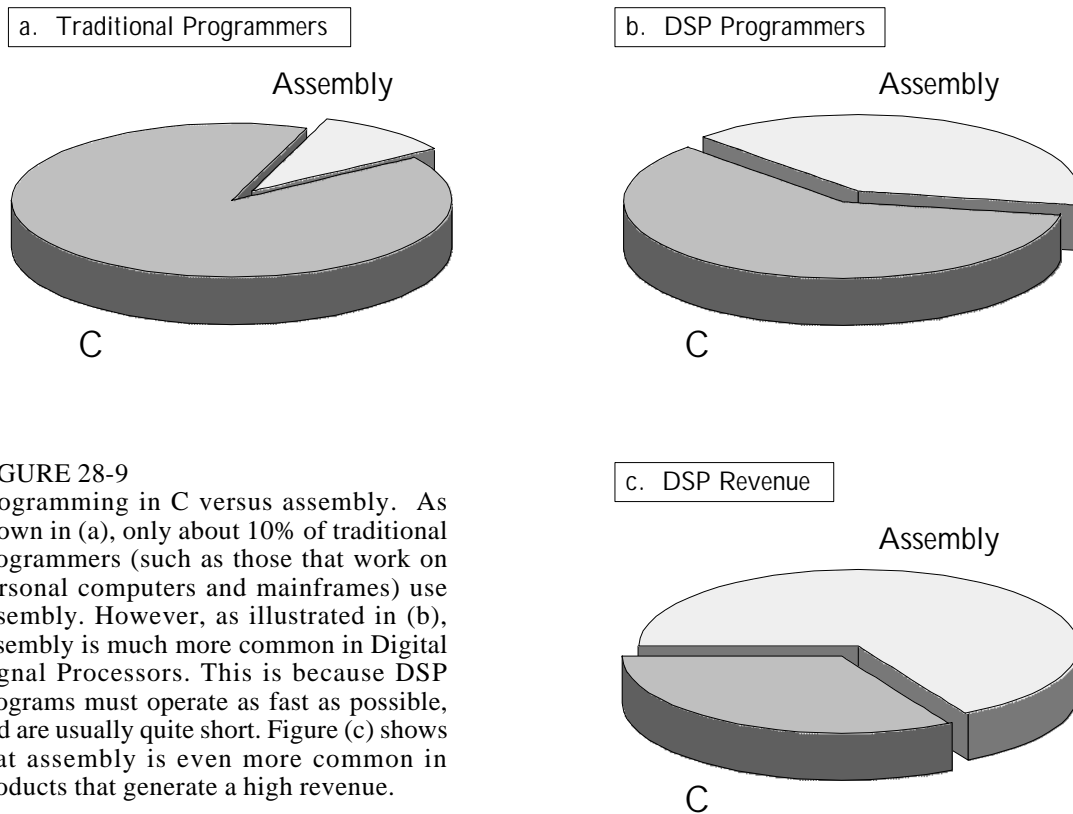 a. Traditional Programmers
Assembly
C
b. DSP Programmers
Assembly
C
GURE 28-9
ogramming in C versus assembly. As
own in (a), only about 10% of traditional
ogrammers (such as those that work on
rsonal computers and mainframes) use
sembly. However, as illustrated in (b),
sembly is much more common in Digital
gnal Processors. This is because DSP
ograms must operate as fast as possible,
d are usually quite short. Figure (c) shows
at assembly is even more common in
oducts that generate a high revenue.
c. DSP Revenue
Assembly
C